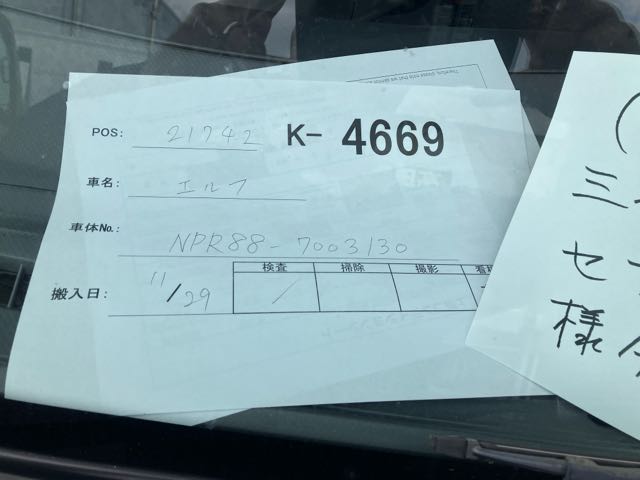 POS: 21742 K- 4669
車名: エルフ
車体No.: NPR88-7003130
搬入日: 11/29
検査 掃除 撮影
ミ
セ
様